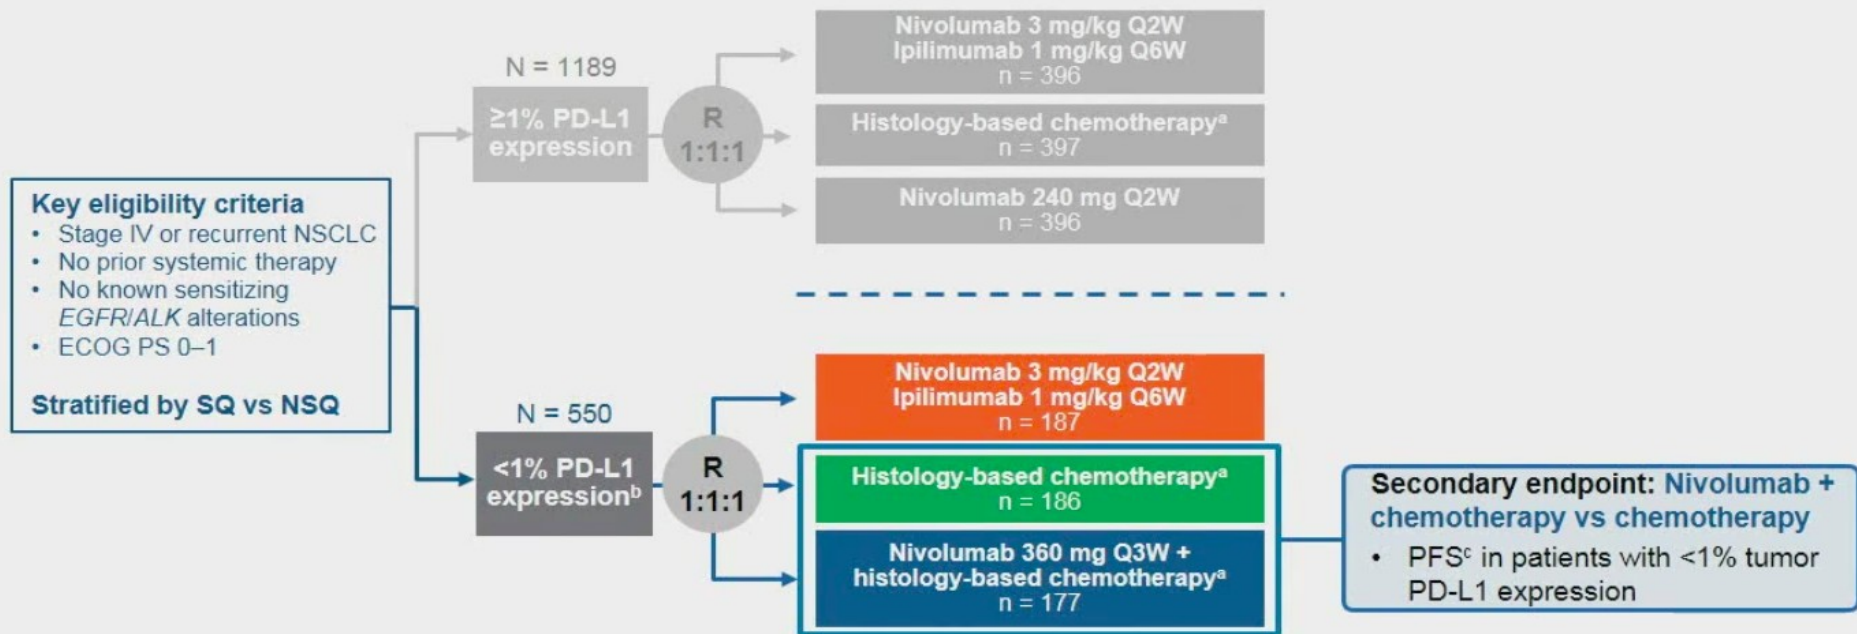 Key eligibility criteria
• Stage IV or recurrent NSCLC
• No prior systemic therapy
• No known sensitizing
EGFR/ALK alterations
• ECOG PS 0–1
Stratified by SQ vs NSQ
N = 1189
≥1% PD-L1
expression
R
1:1:1
Nivolumab 3 mg/kg Q2W
Ipilimumab 1 mg/kg Q6W
n = 396
Histology-based chemotherapyᵃ
n = 397
Nivolumab 240 mg Q2W
n = 396
N = 550
<1% PD-L1
expressionᵇ
R
1:1:1
Nivolumab 3 mg/kg Q2W
Ipilimumab 1 mg/kg Q6W
n = 187
Histology-based chemotherapyᵃ
n = 186
Nivolumab 360 mg Q3W +
histology-based chemotherapyᵃ
n = 177
Secondary endpoint: Nivolumab +
chemotherapy vs chemotherapy
• PFSᶜ in patients with <1% tumor
PD-L1 expression